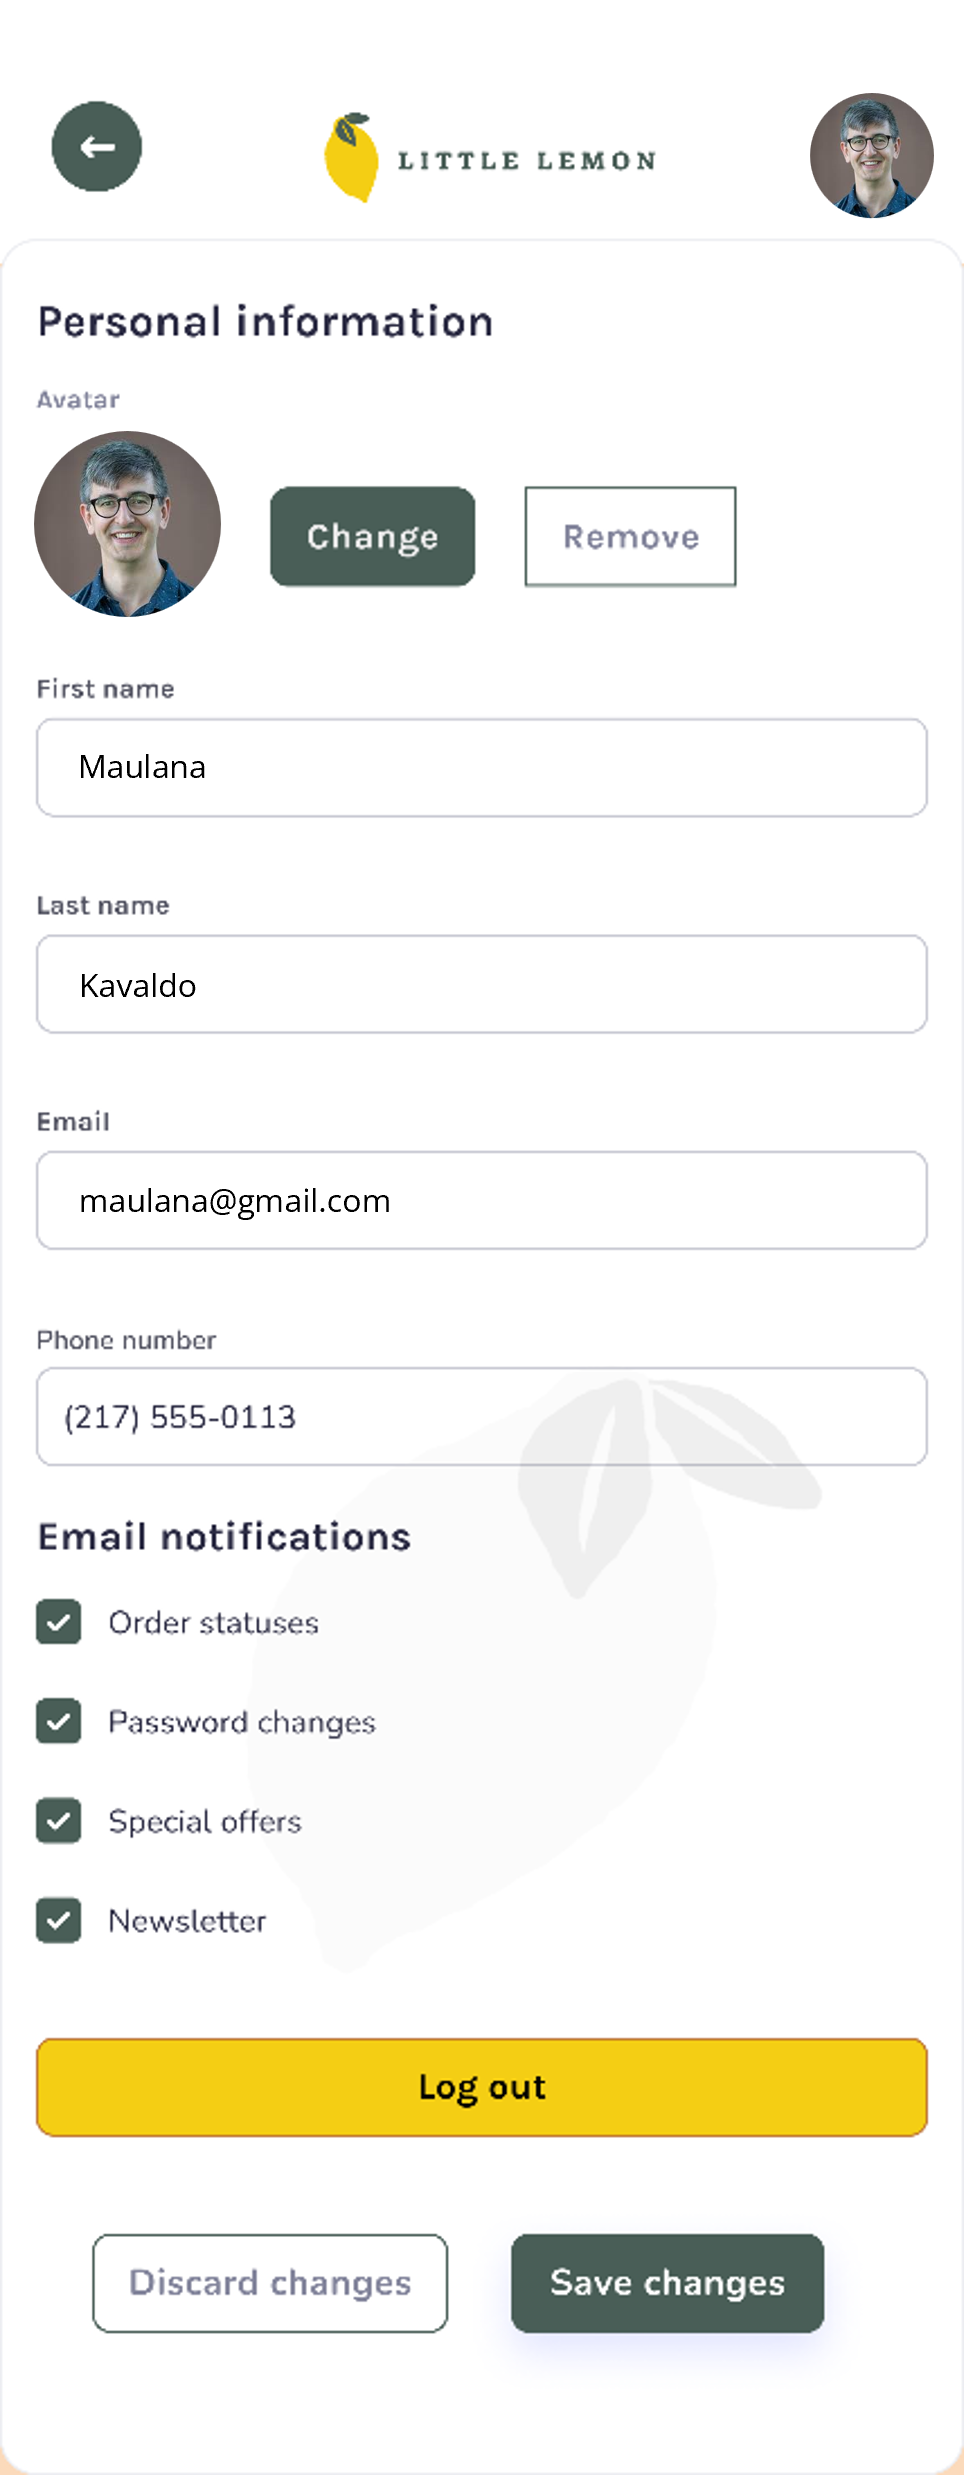 LITTLE LEMON
Personal information
Avatar
Change
Remove
First name
Maulana
Last name
Kavaldo
Email
maulana@gmail.com
Phone number
(217) 555-0113
Email notifications
Order statuses
Password changes
Special offers
Newsletter
Log out
Discard changes
Save changes